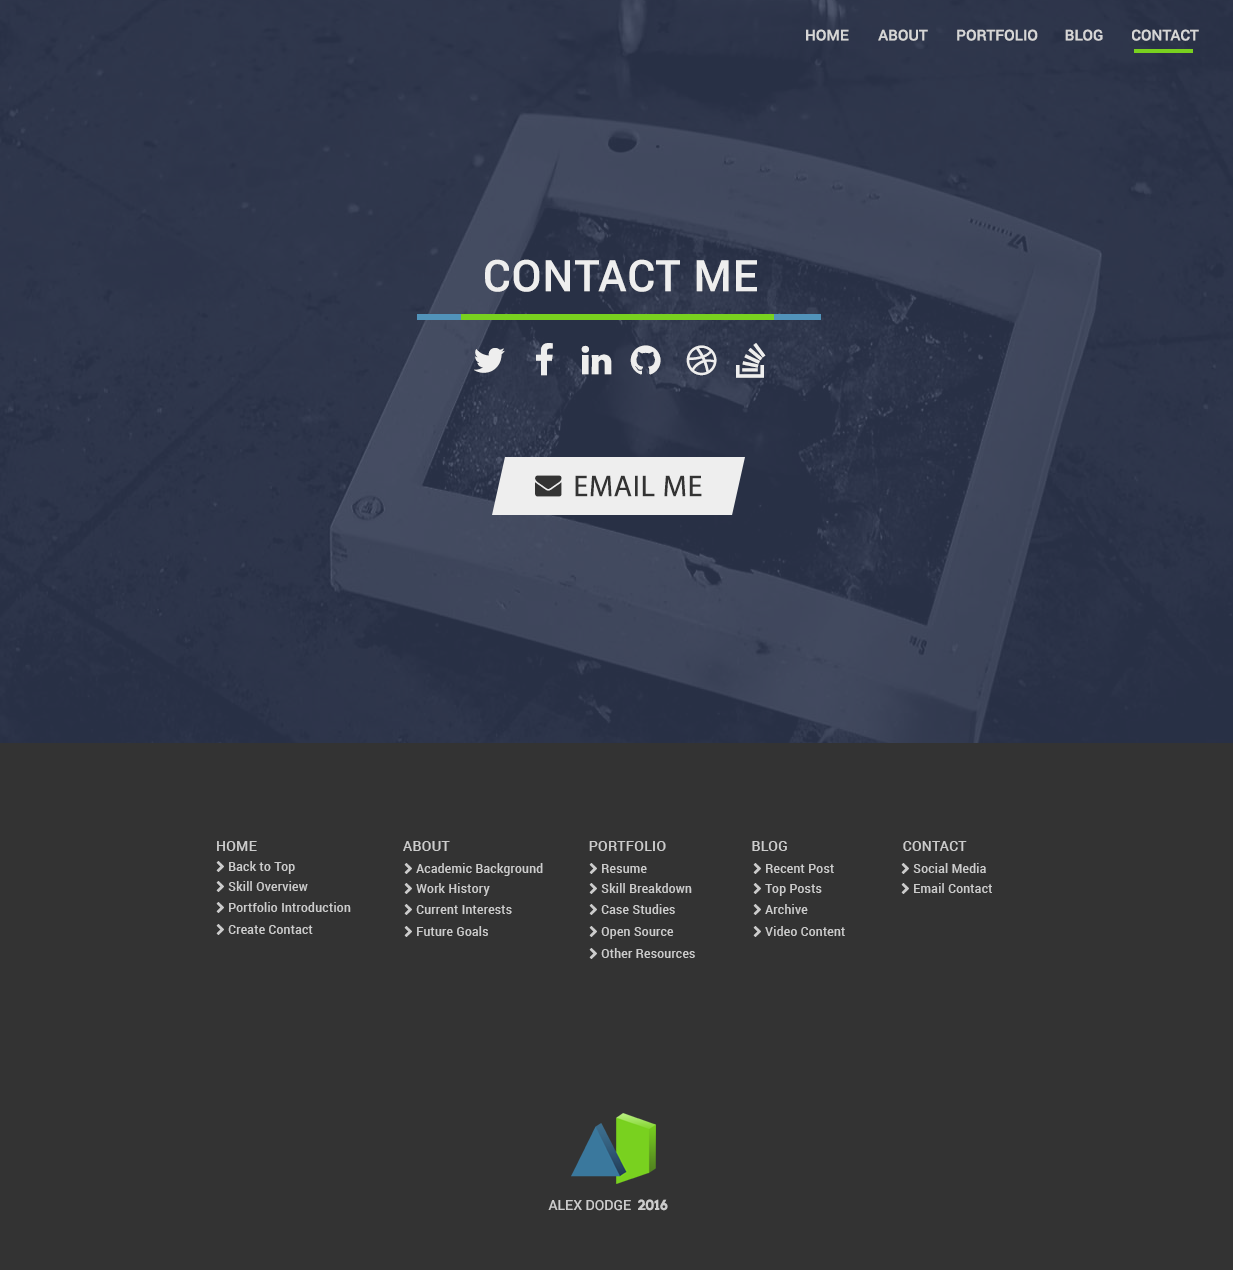 HOME ABOUT PORTFOLIO BLOG CONTACT
CONTACT ME
EMAIL ME
HOME
Back to Top
Skill Overview
Portfolio Introduction
Create Contact
ABOUT
Academic Background
Work History
Current Interests
Future Goals
PORTFOLIO
Resume
Skill Breakdown
Case Studies
Open Source
Other Resources
BLOG
Recent Post
Top Posts
Archive
Video Content
CONTACT
Social Media
Email Contact
ALEX DODGE 2016